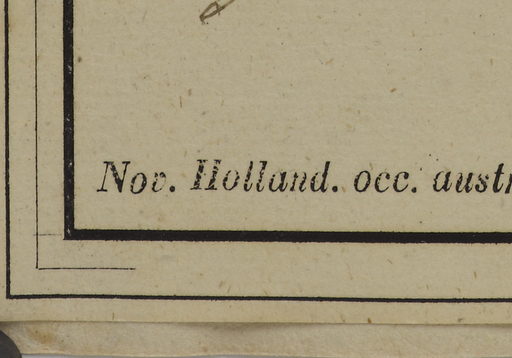 Nov. Holland. occ. austr